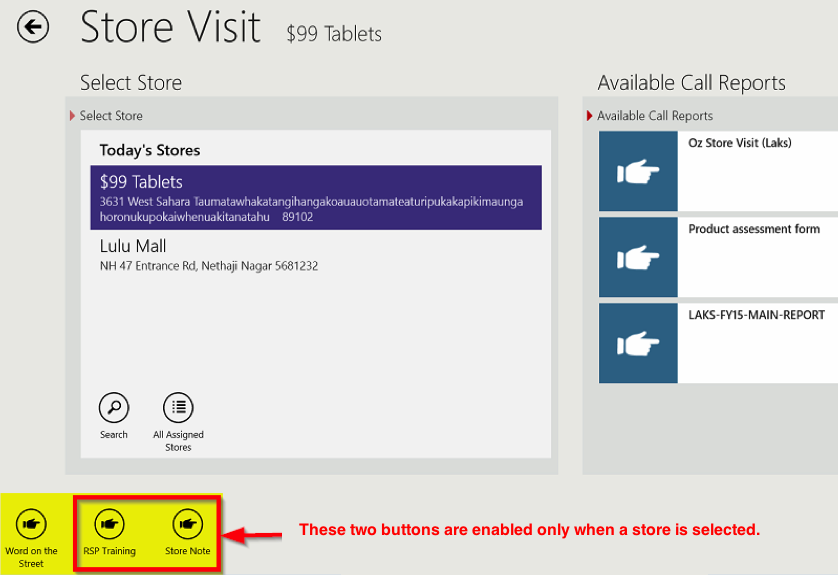 Store Visit $99 Tablets
Select Store
Select Store
Today's Stores
$99 Tablets
3631 West Sahara Taumatawhakatangihangakoauauotamateaturipukakapikimaunga
horonukupokaiwhenuakitanatahu 89102
Lulu Mall
NH 47 Entrance Rd, Nethaji Nagar 5681232
Search
All Assigned
Stores
Available Call Reports
Available Call Reports
Oz Store Visit (Laks)
Product assessment form
LAKS-FY15-MAIN-REPORT
Word on the
Street
RSP Training
Store Note
These two buttons are enabled only when a store is selected.